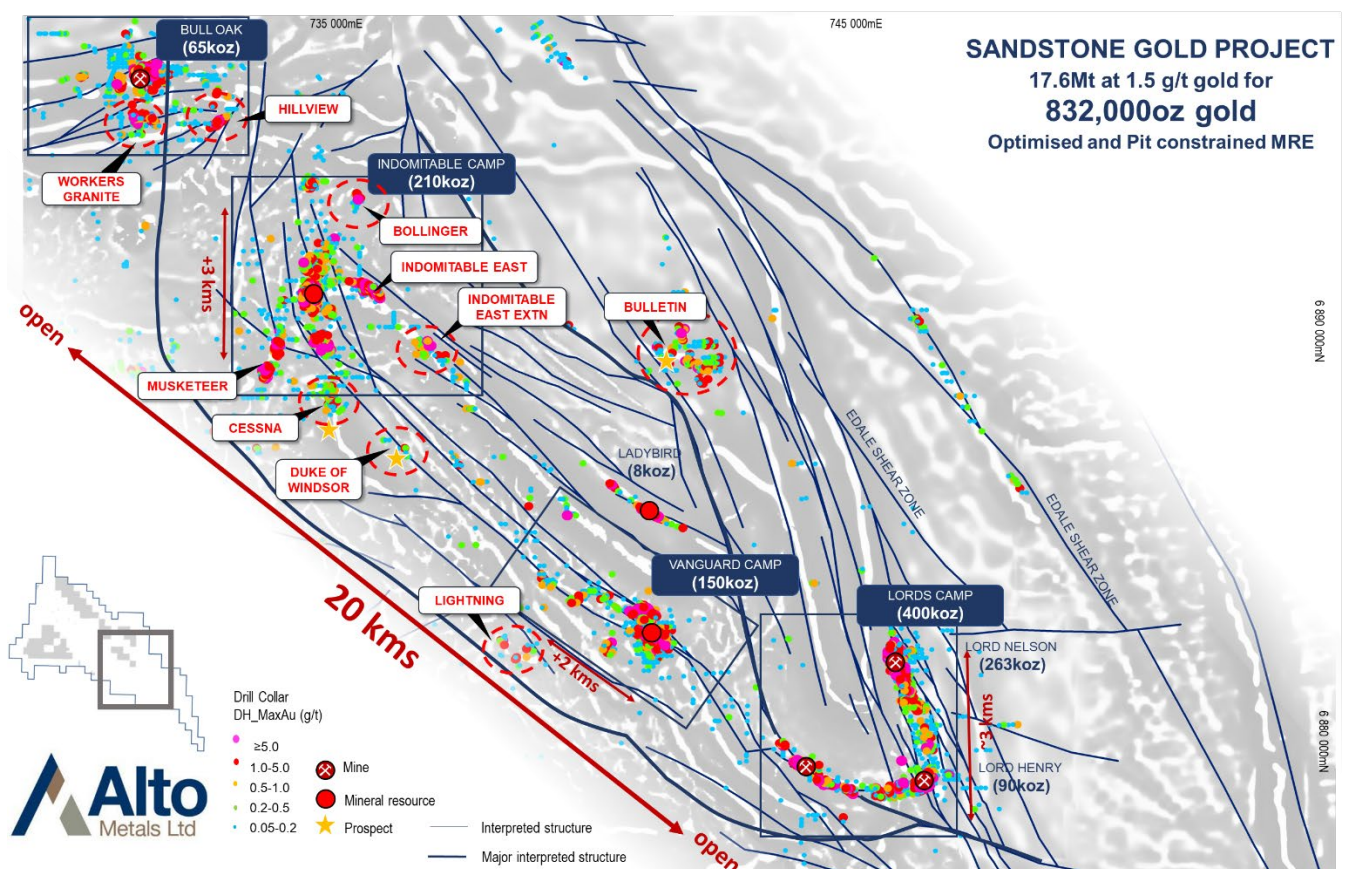 735 000mE
745 000mE
SANDSTONE GOLD PROJECT
17.6Mt at 1.5 g/t gold for
832,000oz gold
Optimised and Pit constrained MRE
BULL OAK
(65koz)
HILLVIEW
WORKERS
GRANITE
INDOMITABLE CAMP
(210koz)
BOLLINGER
+3 kms
INDOMITABLE EAST
INDOMITABLE
EAST EXTN
BULLETIN
6 890 000mN
open
MUSKETEER
CESSNA
DUKE OF
WINDSOR
LADYBIRD
(8koz)
EDALE SHEAR ZONE
EDALE SHEAR ZONE
VANGUARD CAMP
(150koz)
LORDS CAMP
(400koz)
LIGHTNING
20 kms
+2 kms
LORD NELSON
(263koz)
~3 kms
LORD HENRY
(90koz)
6 880 000mN
open
Drill Collar
DH_MaxAu (g/t)
≥5.0
1.0-5.0
0.5-1.0
0.2-0.5
0.05-0.2
Mine
Mineral resource
Prospect
Interpreted structure
Major interpreted structure
Alto
Metals Ltd